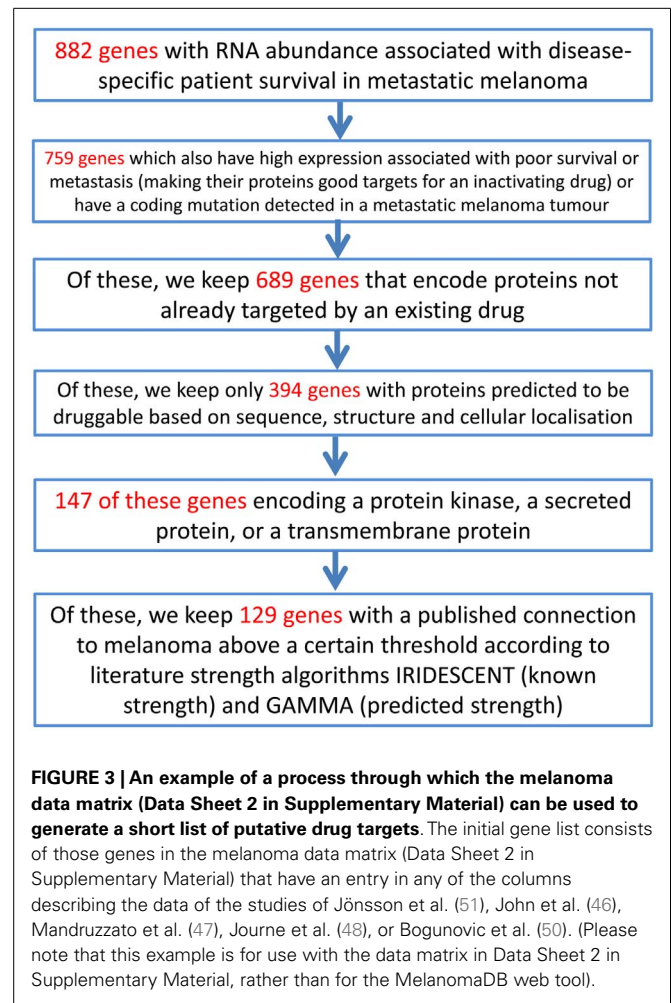 882 genes with RNA abundance associated with disease-
specific patient survival in metastatic melanoma
759 genes which also have high expression associated with poor survival or
metastasis (making their proteins good targets for an inactivating drug) or
have a coding mutation detected in a metastatic melanoma tumour
Of these, we keep 689 genes that encode proteins not
already targeted by an existing drug
Of these, we keep only 394 genes with proteins predicted to be
druggable based on sequence, structure and cellular localisation
147 of these genes encoding a protein kinase, a secreted
protein, or a transmembrane protein
Of these, we keep 129 genes with a published connection
to melanoma above a certain threshold according to
literature strength algorithms IRIDESCENT (known
strength) and GAMMA (predicted strength)
FIGURE 3 | An example of a process through which the melanoma
data matrix (Data Sheet 2 in Supplementary Material) can be used to
generate a short list of putative drug targets. The initial gene list consists
of those genes in the melanoma data matrix (Data Sheet 2 in
Supplementary Material) that have an entry in any of the columns
describing the data of the studies of Jönsson et al. (51), John et al. (46),
Mandruzzato et al. (47), Journe et al. (48), or Bogunovic et al. (50). (Please
note that this example is for use with the data matrix in Data Sheet 2 in
Supplementary Material, rather than for the MelanomaDB web tool).